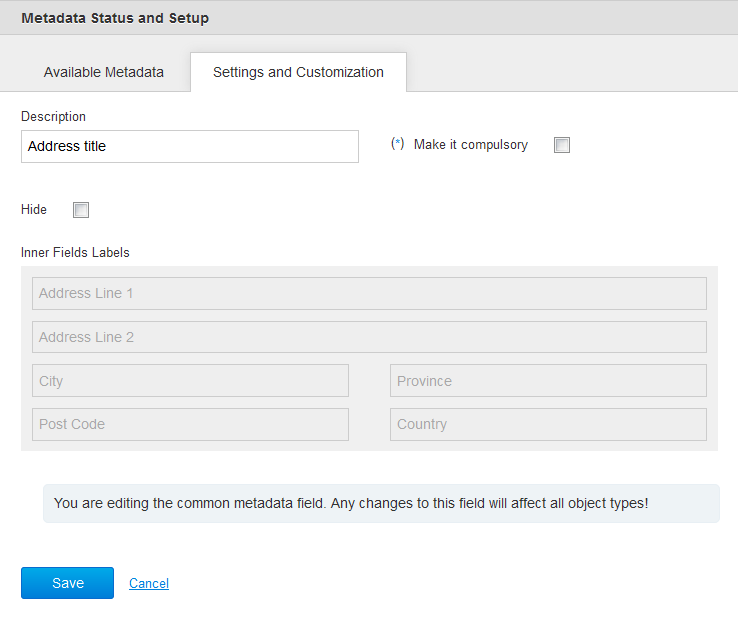 Metadata Status and Setup
Available Metadata Settings and Customization
Description
Address title (*) Make it compulsory
Hide
Inner Fields Labels
Address Line 1
Address Line 2
City Province
Post Code Country
You are editing the common metadata field. Any changes to this field will affect all object types!
Save Cancel